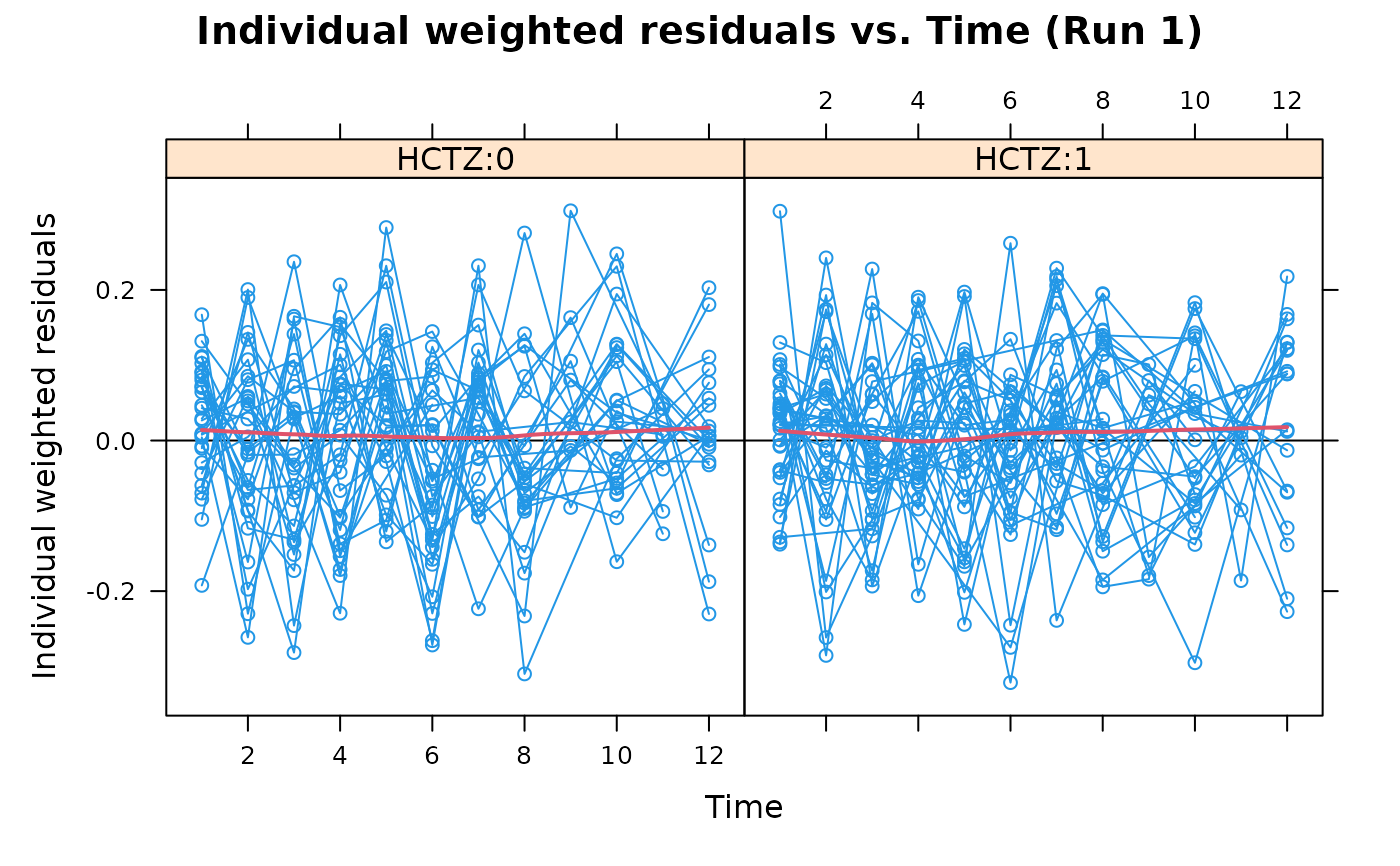 Individual weighted residuals vs. Time (Run 1)
2 4 6 8 10 12
HCTZ:0 HCTZ:1
Individual weighted residuals
0.2
0.0
-0.2
2 4 6 8 10 12
Time